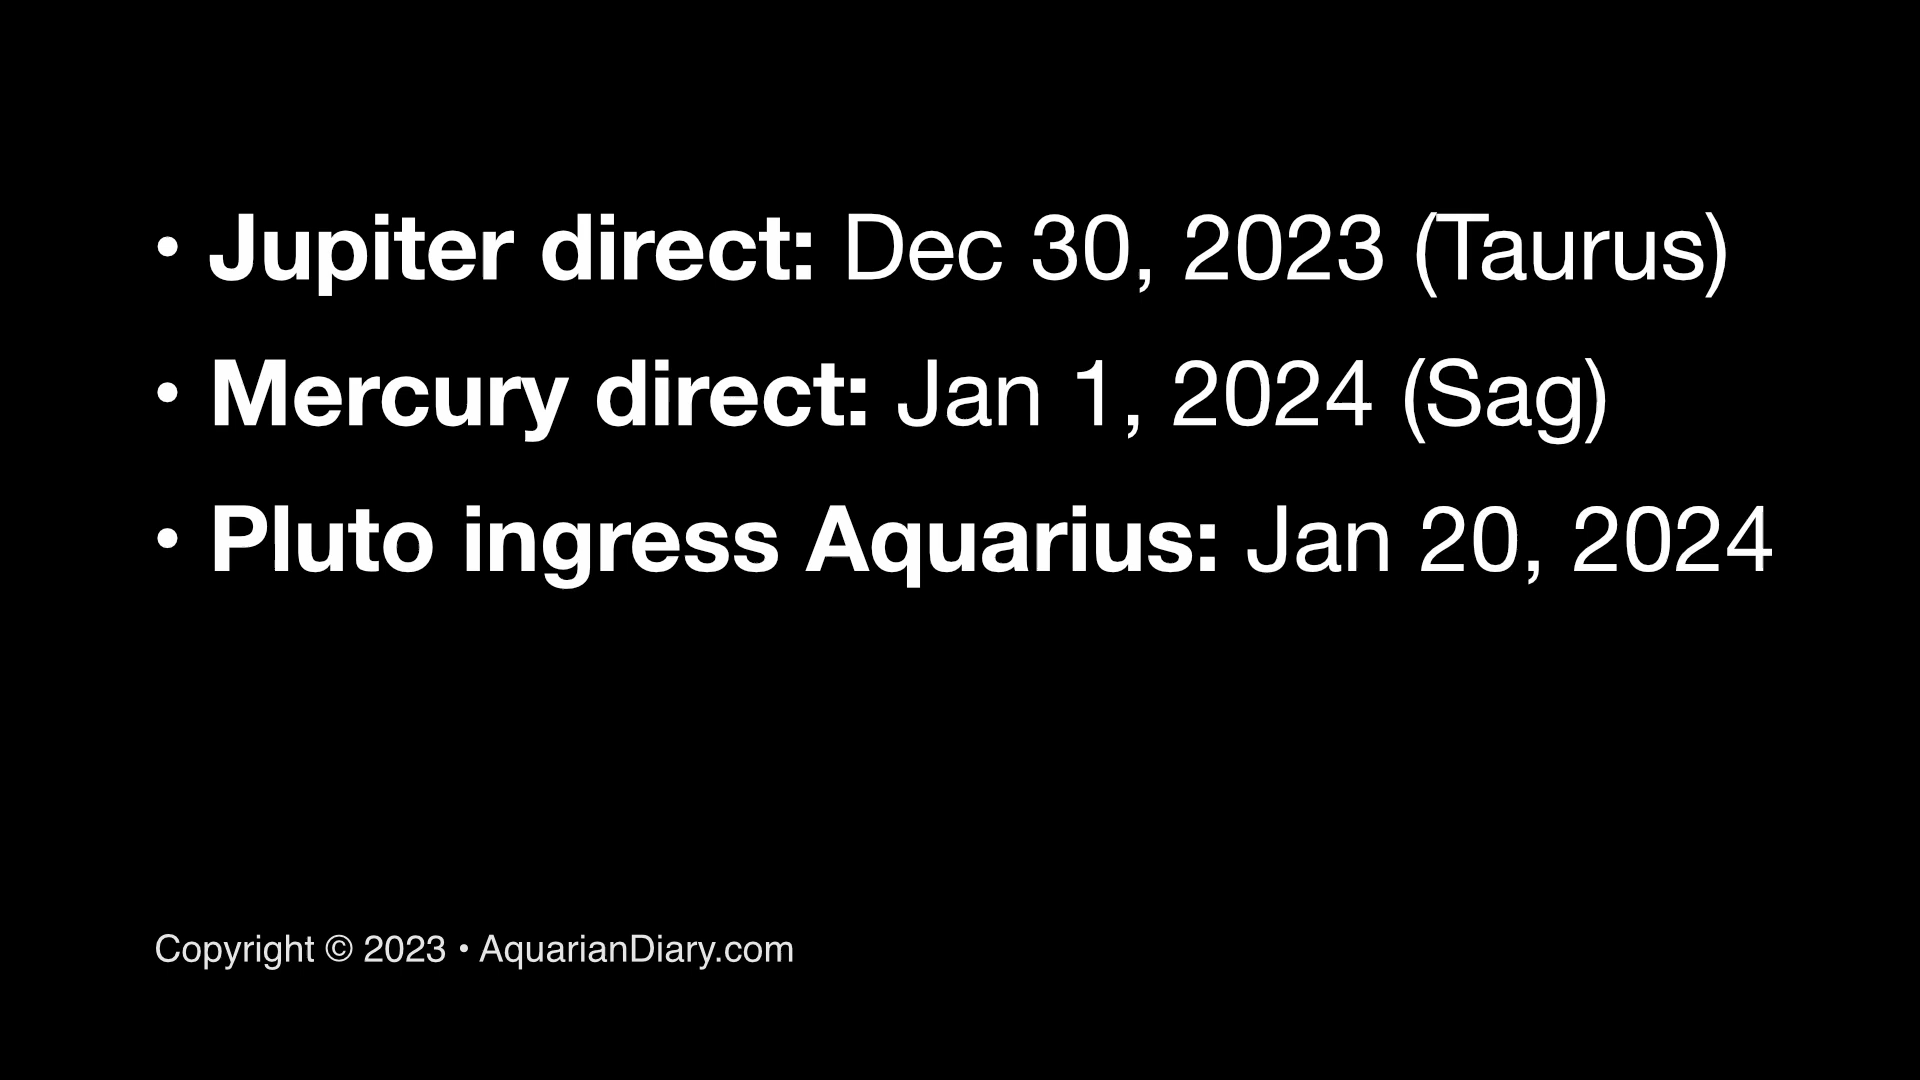 • Jupiter direct: Dec 30, 2023 (Taurus)
• Mercury direct: Jan 1, 2024 (Sag)
• Pluto ingress Aquarius: Jan 20, 2024
Copyright © 2023 • AquarianDiary.com